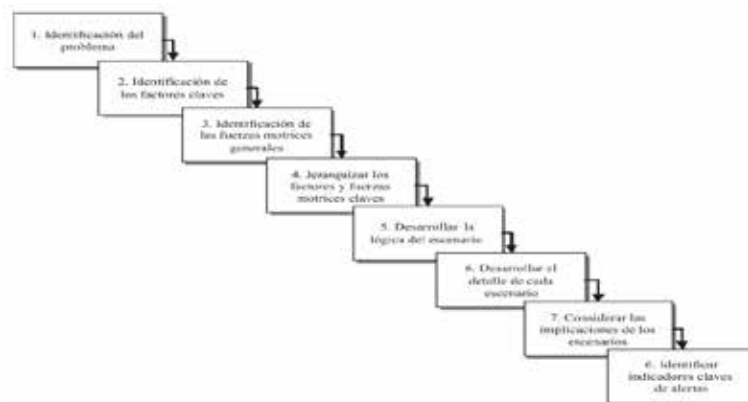 1. Identificación del
problema
2. Identificación de
los factores claves
3. Identificación de
las fuerzas motrices
generales
4. Jerarquizar los
factores y fuerzas
motrices claves
5. Desarrollar la
lógica del escenario
6. Desarrollar el
detalle de cada
escenario
7. Considerar las
implicaciones de los
escenarios
6. identificar
indicadores claves
de alertas